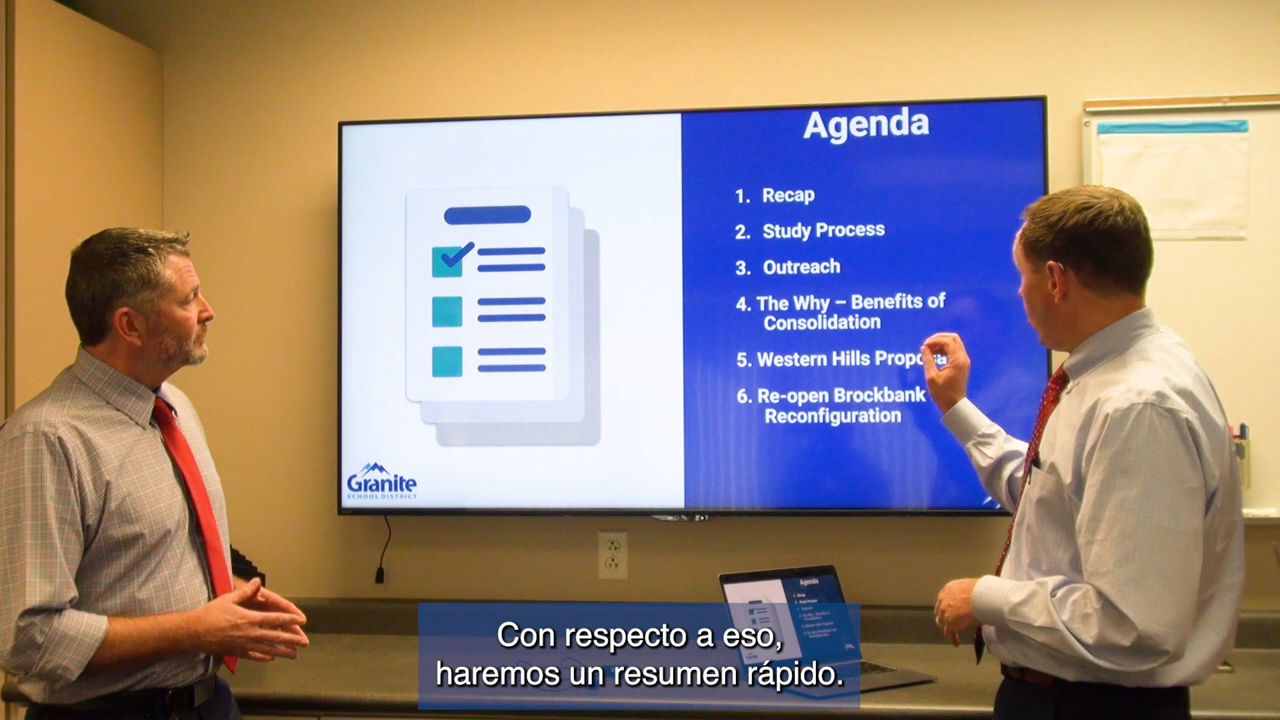 Agenda
1. Recap
2. Study Process
3. Outreach
4. The Why – Benefits of
Consolidation
5. Western Hills
6. Re-open Brockbank
Reconfiguration
Granite
SCHOOL DISTRICT
Agenda
Con respecto a eso,
haremos un resumen rápido.